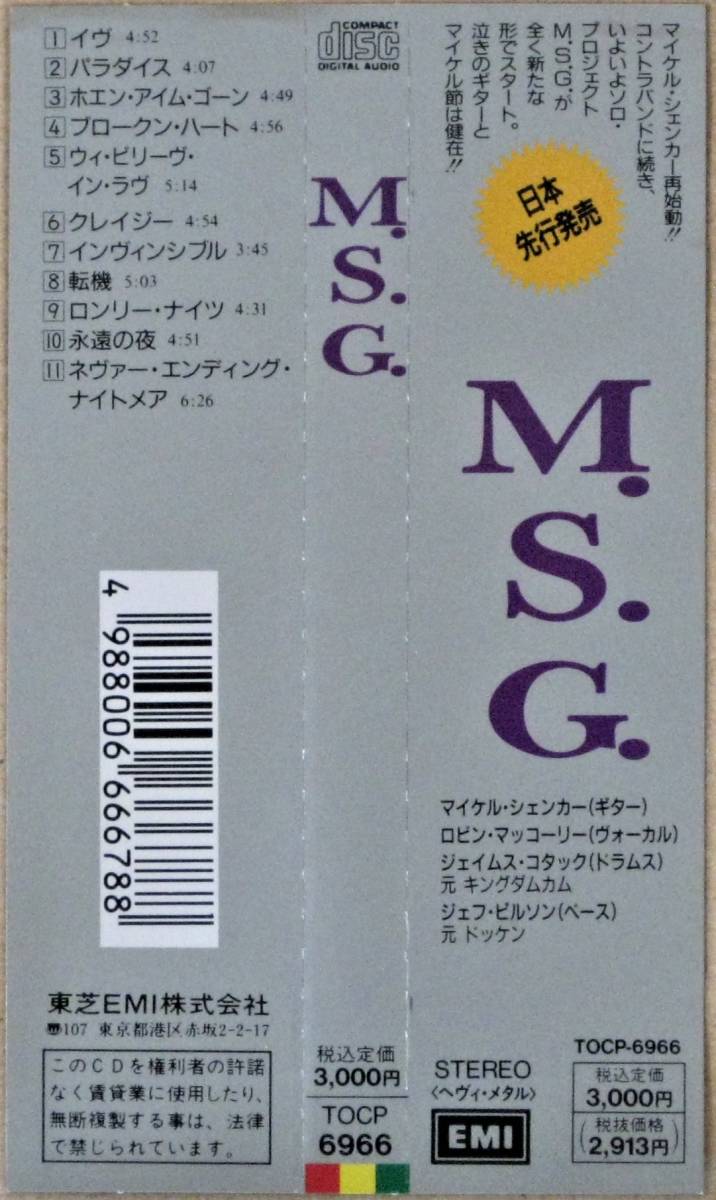 1 イヴ 4:52
2 パラダイス 4:07
3 ホエン・アイム・ゴーン 4:49
4 ブロークン・ハート 4:56
5 ウィ・ビリーヴ・
イン・ラヴ 5:14
6 クレイジー 4:54
7 インヴィンシブル 3:45
8 転機 5:03
9 ロンリー・ナイツ 4:31
10 永遠の夜 4:51
11 ネヴァー・エンディング・
ナイトメア 6:26
4 988006 666788
東芝EMI株式会社
〠107 東京都港区赤坂2-2-17
このCDを権利者の許諾
なく賃貸業に使用したり、
無断複製する事は、法律
で禁じられています。
COMPACT
disc
DIGITAL AUDIO
M.
S.
G.
税込定価
3,000円
TOCP
6966
マイケル・シェンカー再始動!!
コントラバンドに続き、
いよいよソロ・
プロジェクト
M.S.G.が
全く新たな
形でスタート。
泣きのギターと
マイケル節は健在!!
日本
先行発売
M.
S.
G.
マイケル・シェンカー(ギター)
ロビン・マッコーリー(ヴォーカル)
ジェイムス・コタック(ドラムス)
元 キングダムカム
ジェフ・ピルソン(ベース)
元 ドッケン
STEREO
〈ヘヴィ・メタル〉
EMI
TOCP-6966
税込定価
3,000円
(税抜価格
2,913円)